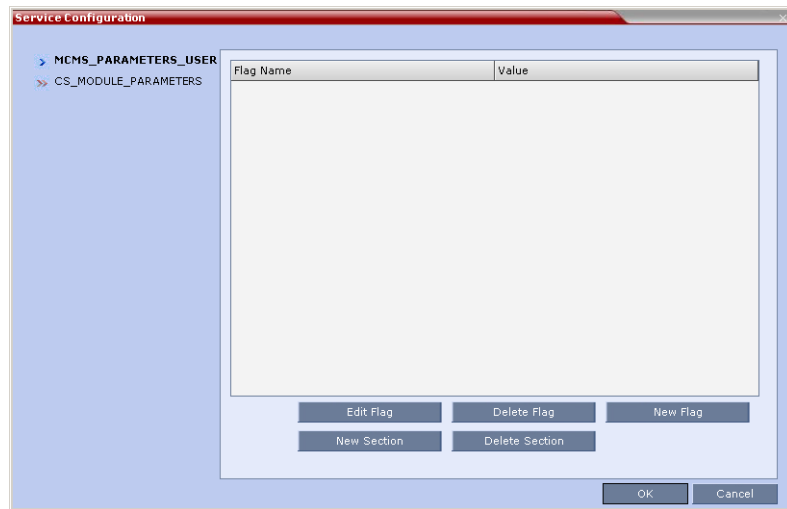 Service Configuration
MCMS_PARAMETERS_USER
CS_MODULE_PARAMETERS
Flag Name Value
Edit Flag Delete Flag New Flag
New Section Delete Section
OK Cancel